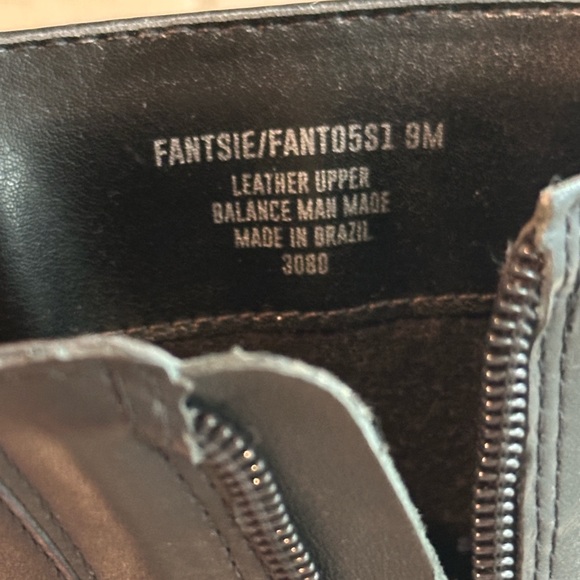 FANTSIE/FANT05S1 9M
LEATHER UPPER
BALANCE MAN MADE
MADE IN BRAZIL
3080